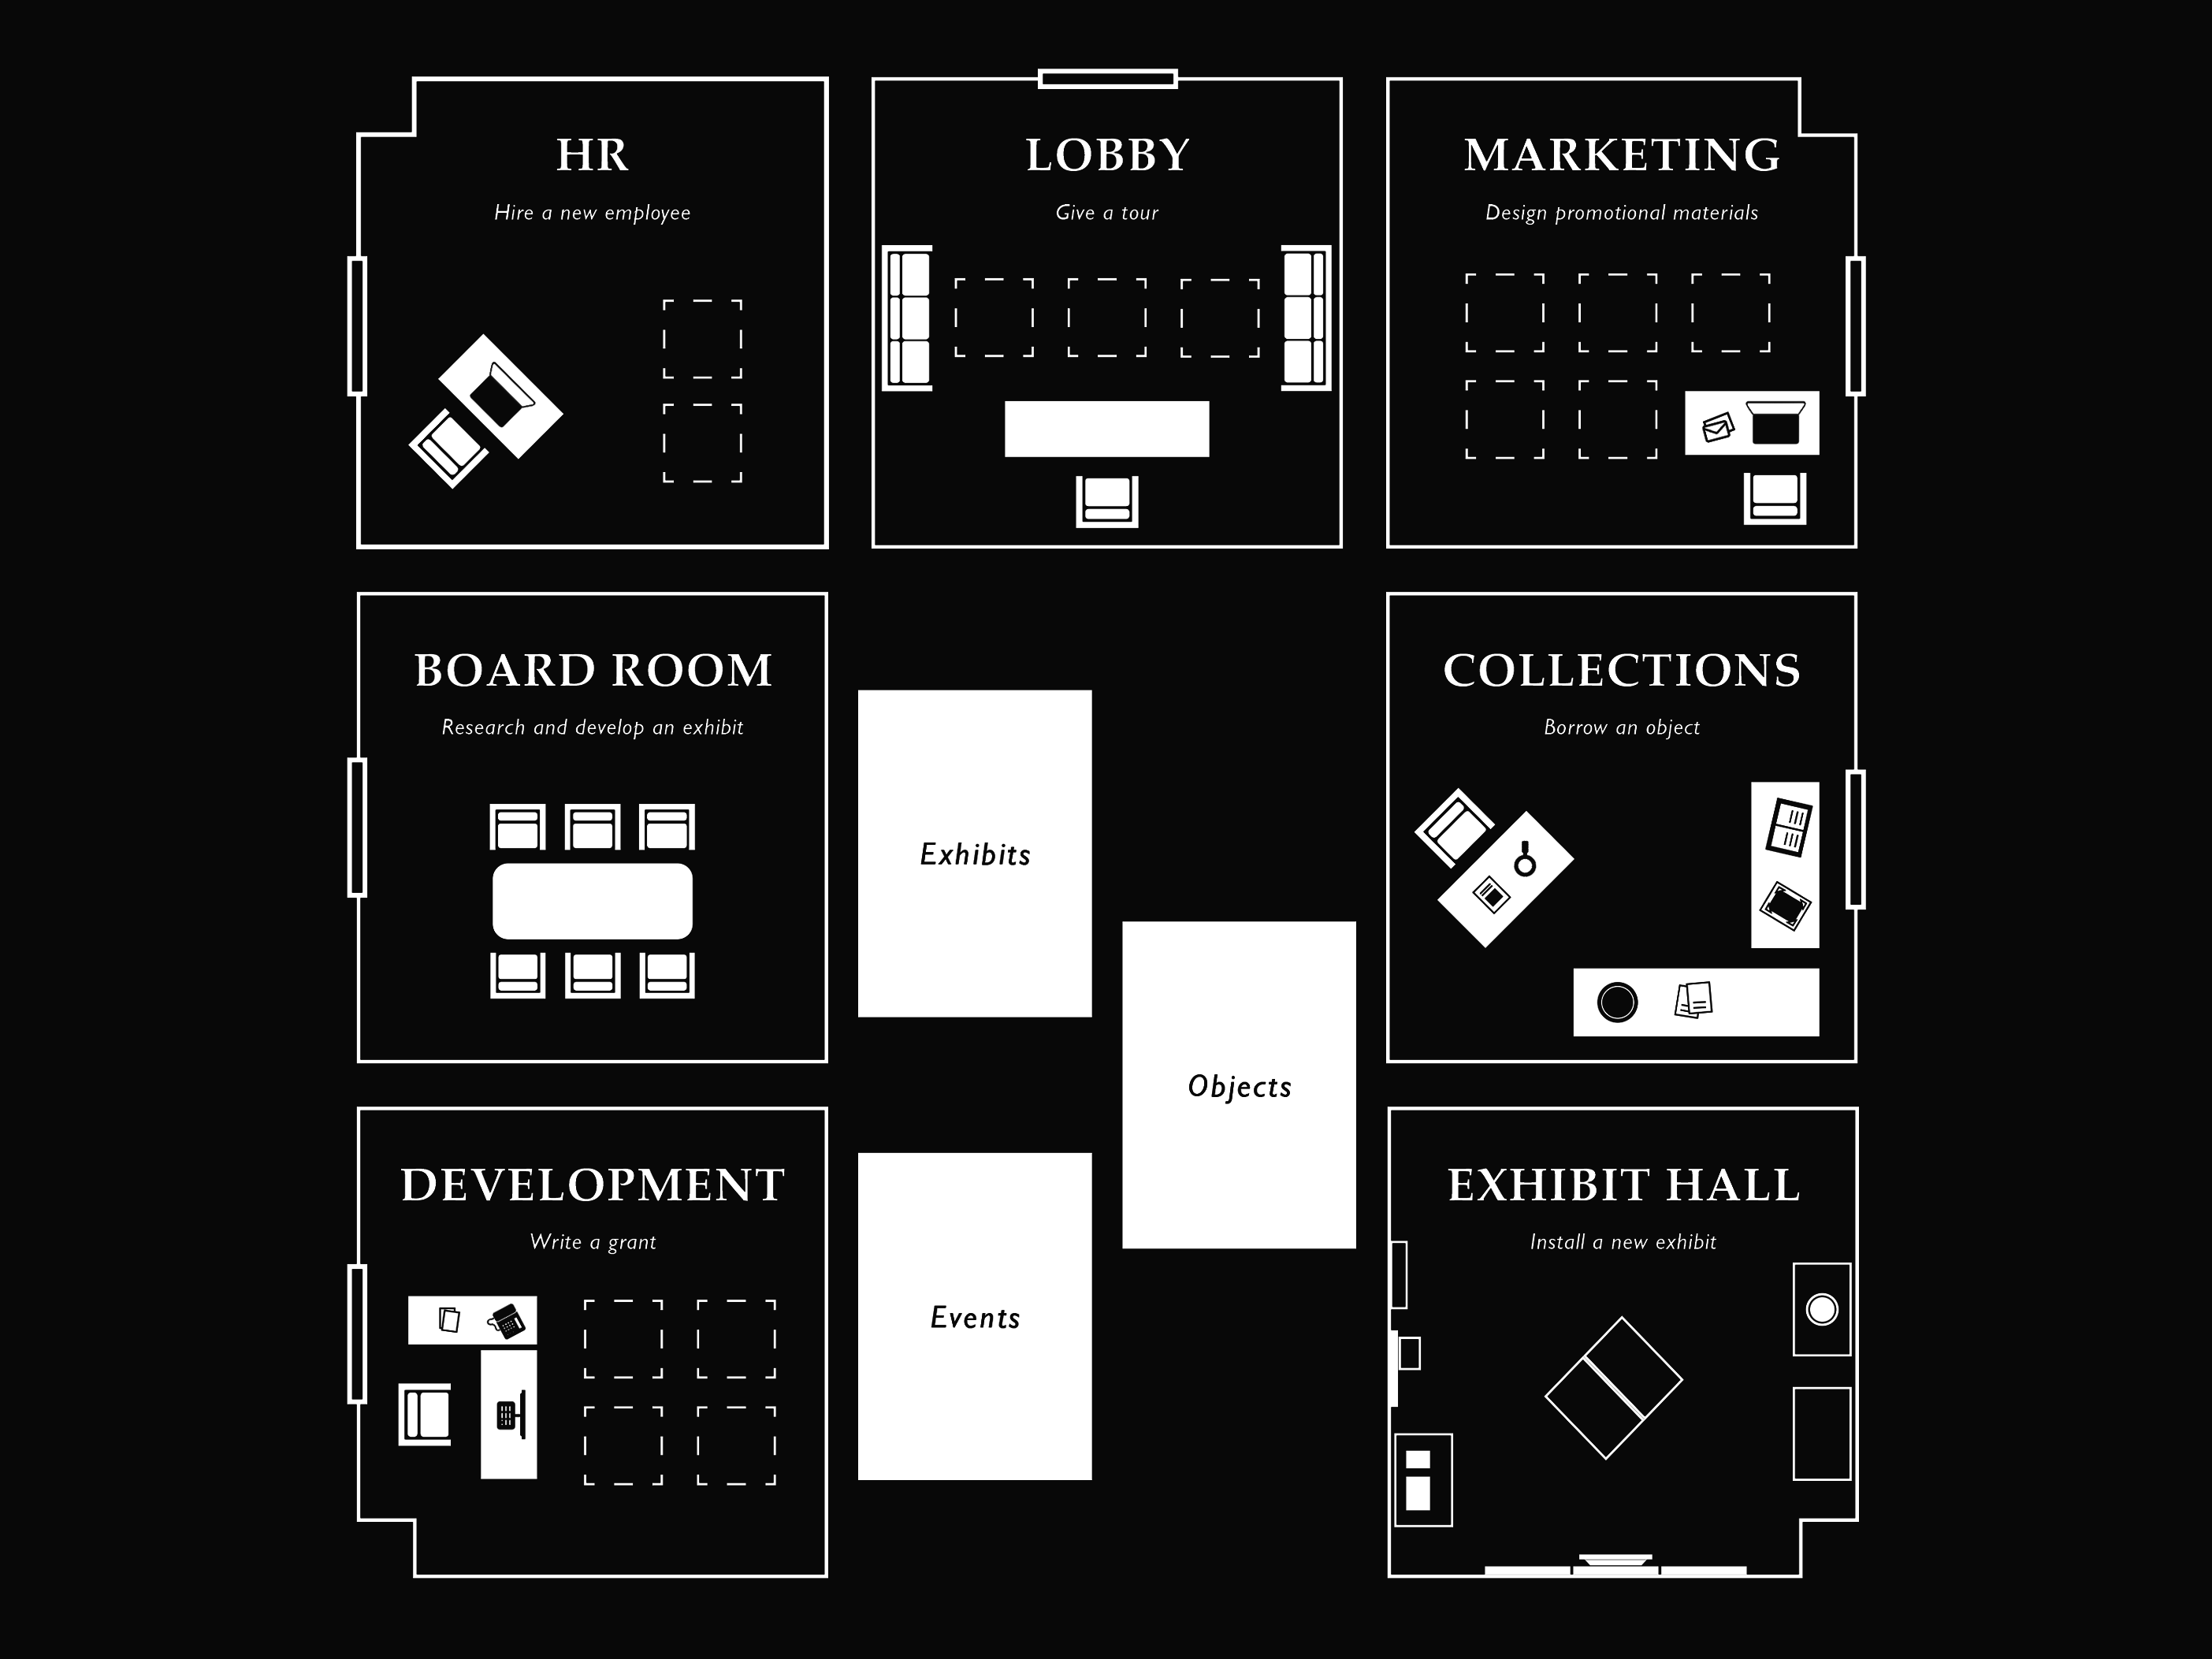 HR
Hire a new employee
LOBBY
Give a tour
MARKETING
Design promotional materials
BOARD ROOM
Research and develop an exhibit
COLLECTIONS
Borrow an object
Exhibits
Objects
DEVELOPMENT
Write a grant
EXHIBIT HALL
Install a new exhibit
Events